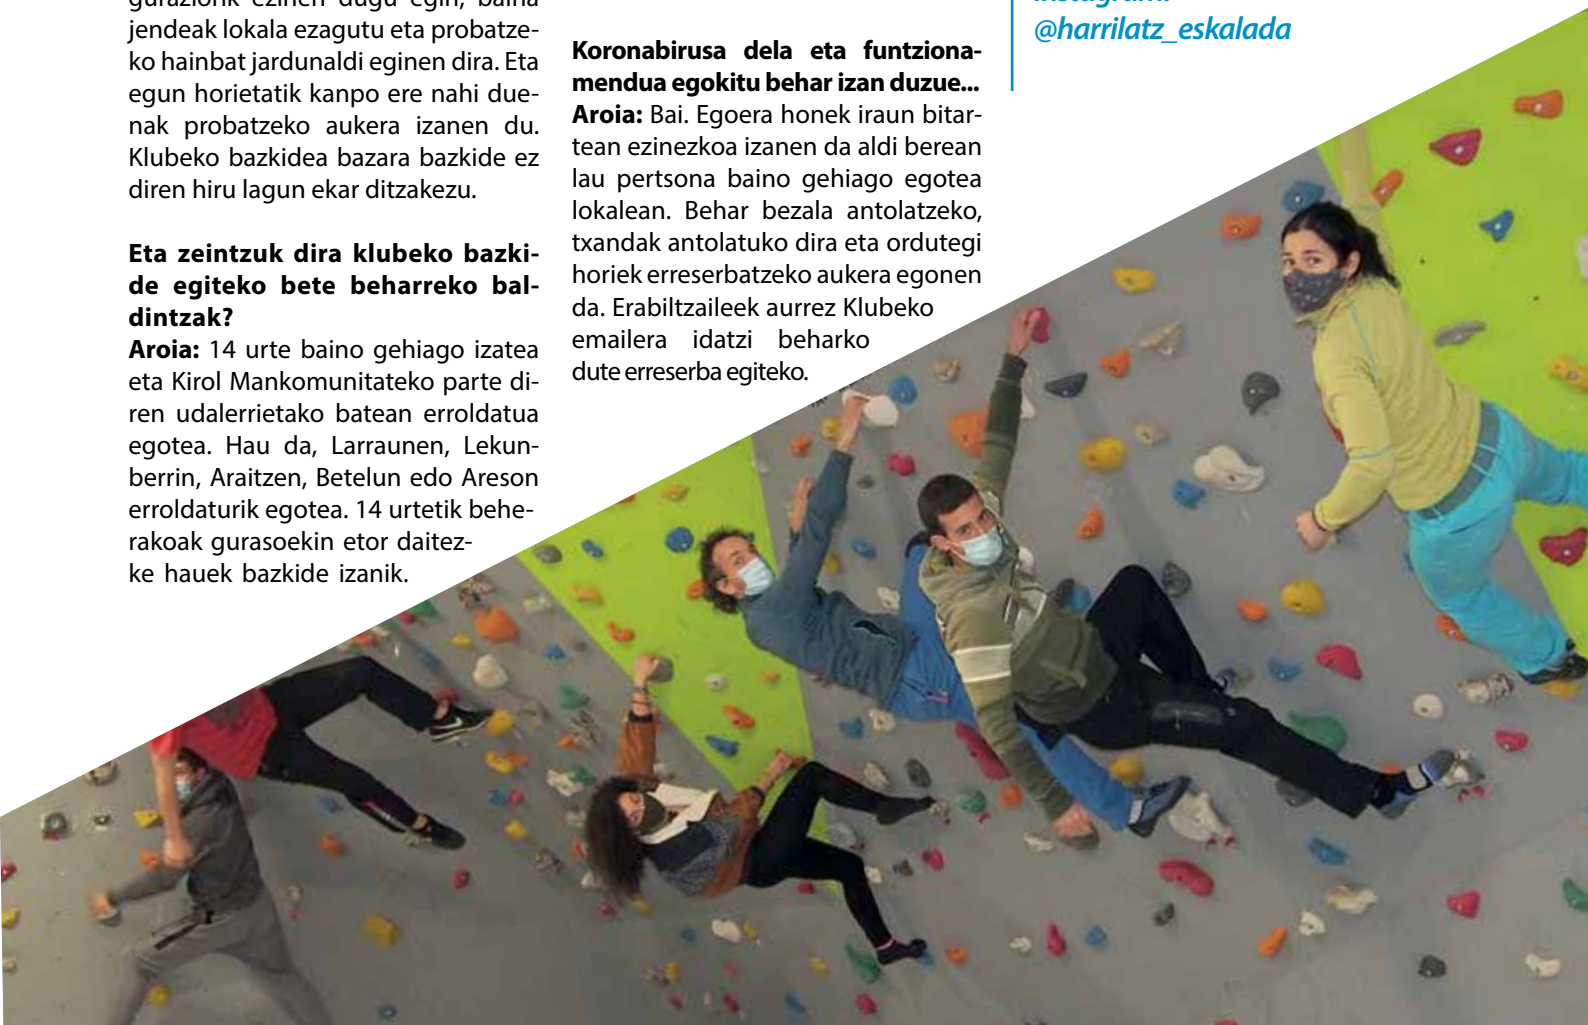 guraziorik ezinen dugu egin, baina
jendeak lokala ezagutu eta probatze-
ko hainbat jardunaldi eginen dira. Eta
egun horietatik kanpo ere nahi due-
nak probatzeko aukera izanen du.
Klubeko bazkidea bazara bazkide ez
diren hiru lagun ekar ditzakezu.
Eta zeintzuk dira klubeko bazki-
de egiteko bete beharreko bal-
dintzak?
Aroia: 14 urte baino gehiago izatea
eta Kirol Mankomunitateko parte di-
ren udalerrietako batean erroldatua
egotea. Hau da, Larraunen, Lekun-
berrin, Araitzen, Betelun edo Areson
erroldaturik egotea. 14 urtetik behe-
rakoak gurasoekin etor daitez-
ke hauek bazkide izanik.
Koronabirusa dela eta funtziona-
mendua egokitu behar izan duzue...
Aroia: Bai. Egoera honek iraun bitar-
tean ezinezkoa izanen da aldi berean
lau pertsona baino gehiago egotea
lokalean. Behar bezala antolatzeko,
txandak antolatuko dira eta ordutegi
horiek erreserbatzeko aukera egonen
da. Erabiltzaileek aurrez Klubeko
emailera idatzi beharko
dute erreserba egiteko.
Instagram:
@harrilatz_eskalada